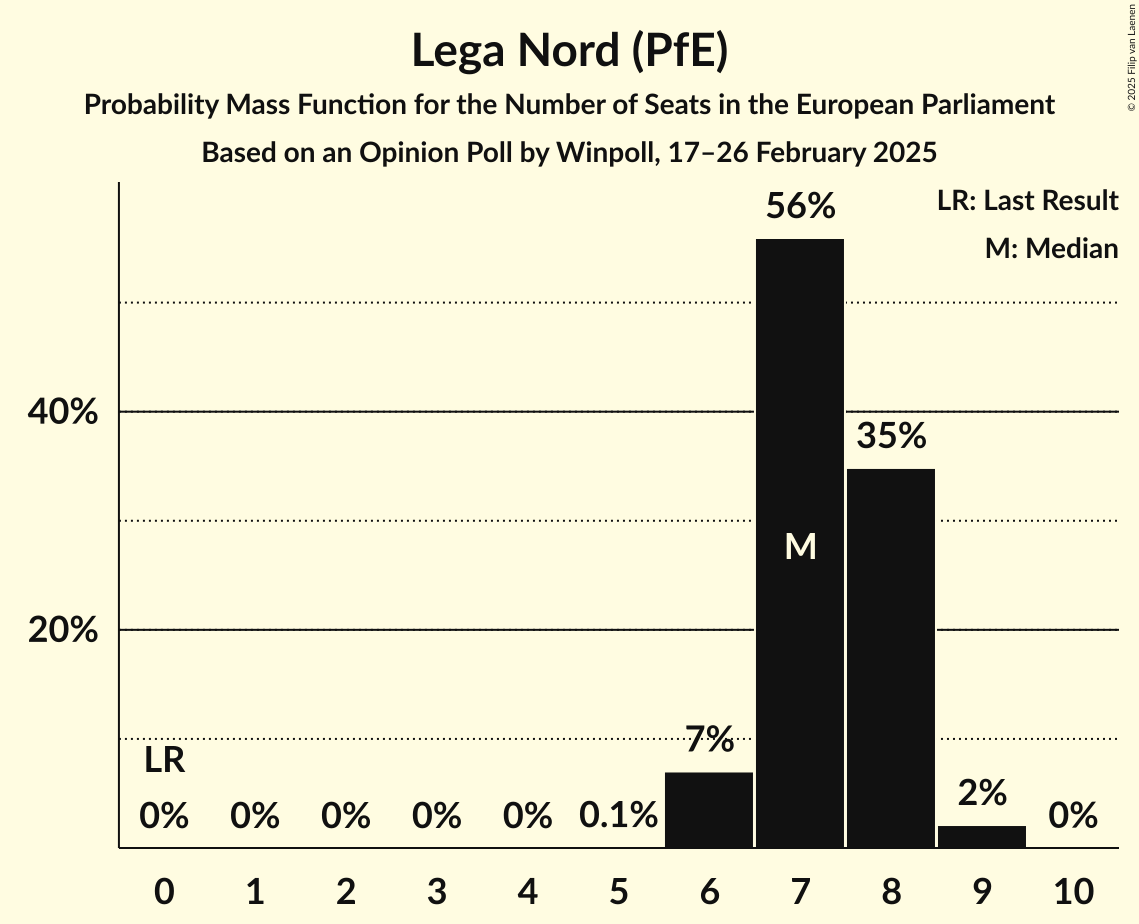 Lega Nord (PfE)
Probability Mass Function for the Number of Seats in the European Parliament
Based on an Opinion Poll by Winpoll, 17–26 February 2025
© 2025 Filip van Laenen
LR: Last Result
M: Median
56%
40%
35%
M
20%
7%
LR
2%
0% 0% 0% 0% 0% 0.1% 0%
0 1 2 3 4 5 6 7 8 9 10